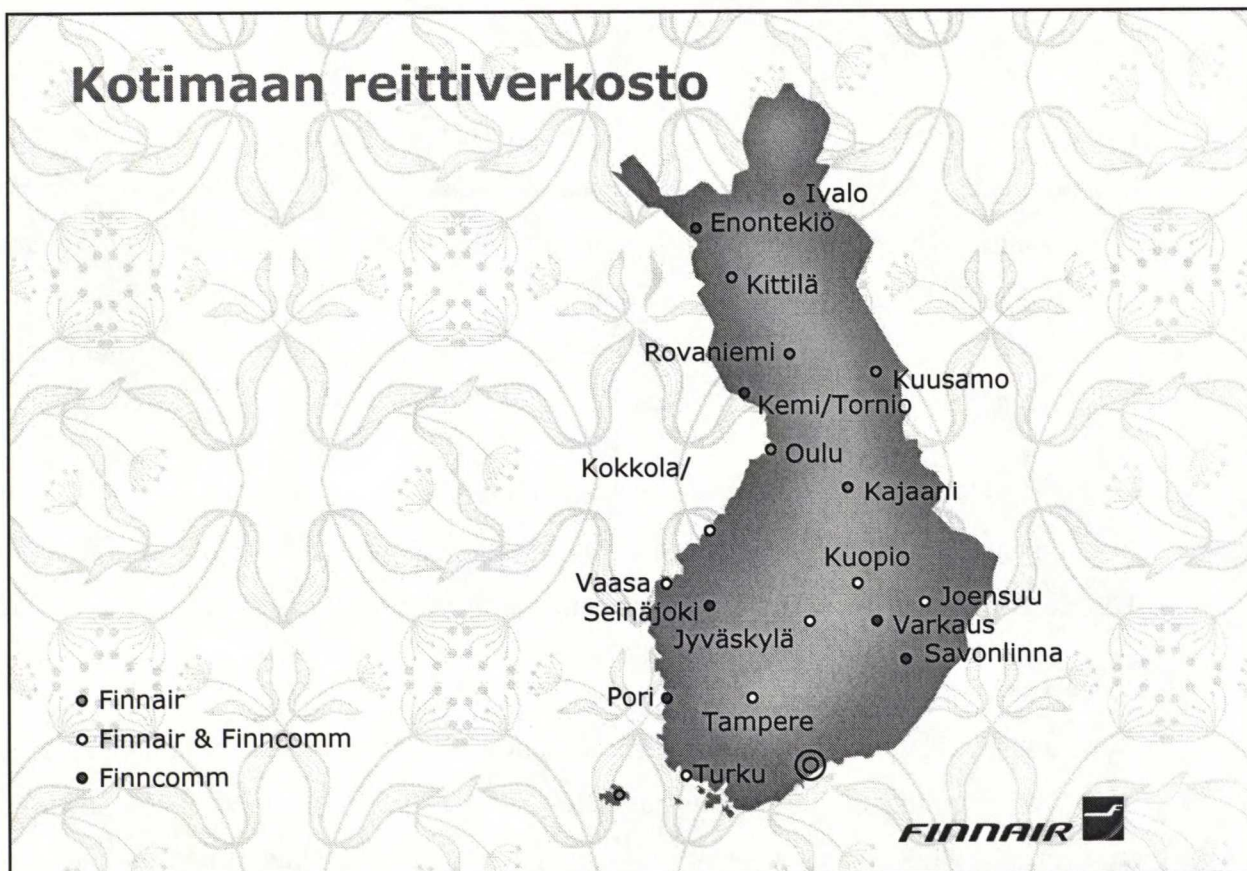 Kotimaan reittiverkosto
Ivalo
Enontekiö
Kittilä
Rovaniemi
Kuusamo
Kemi/Tornio
Oulu
Kokkola/
Kajaani
Kuopio
Vaasa
Joensuu
Seinäjoki
Varkaus
Jyväskylä
Savonlinna
Pori
Tampere
Finnair
Finnair & Finncomm
Finncomm
Turku
FINNAIR